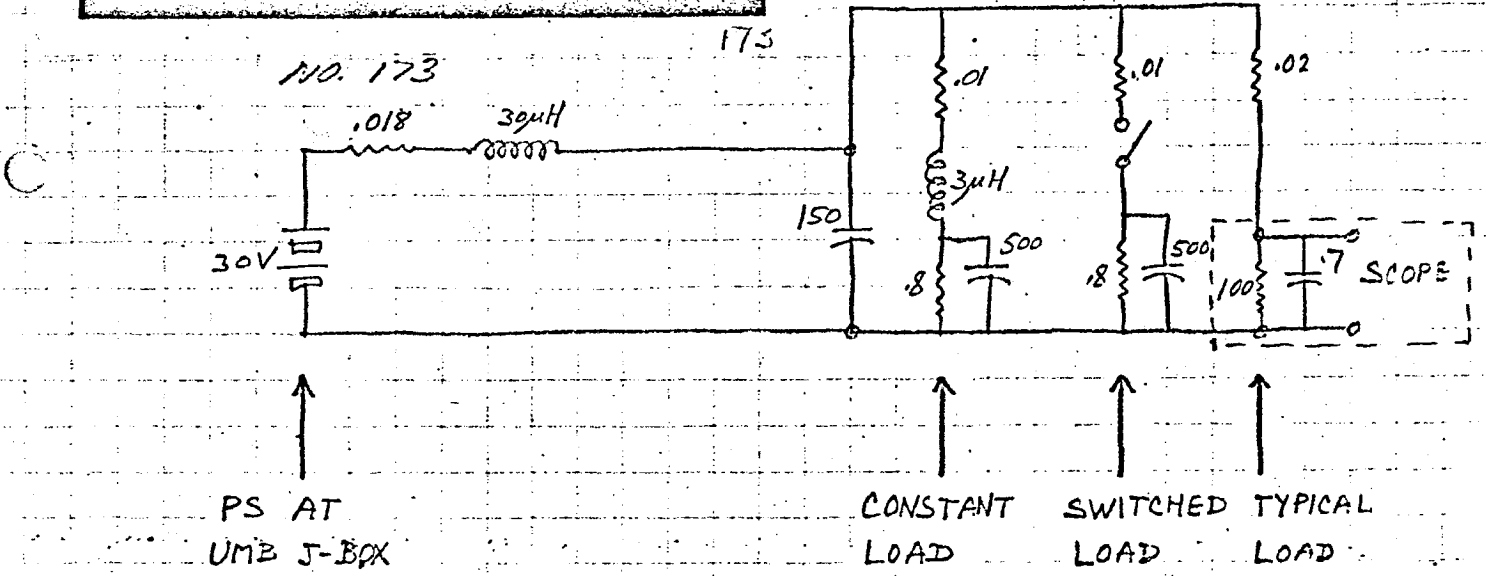 175
NO. 173
.018
30μH
.01
.01
.02
3μH
150
500
500
.7
SCOPE
30V
.8
.8
100
PS AT
UMB J-BOX
CONSTANT
LOAD
SWITCHED
LOAD
TYPICAL
LOAD